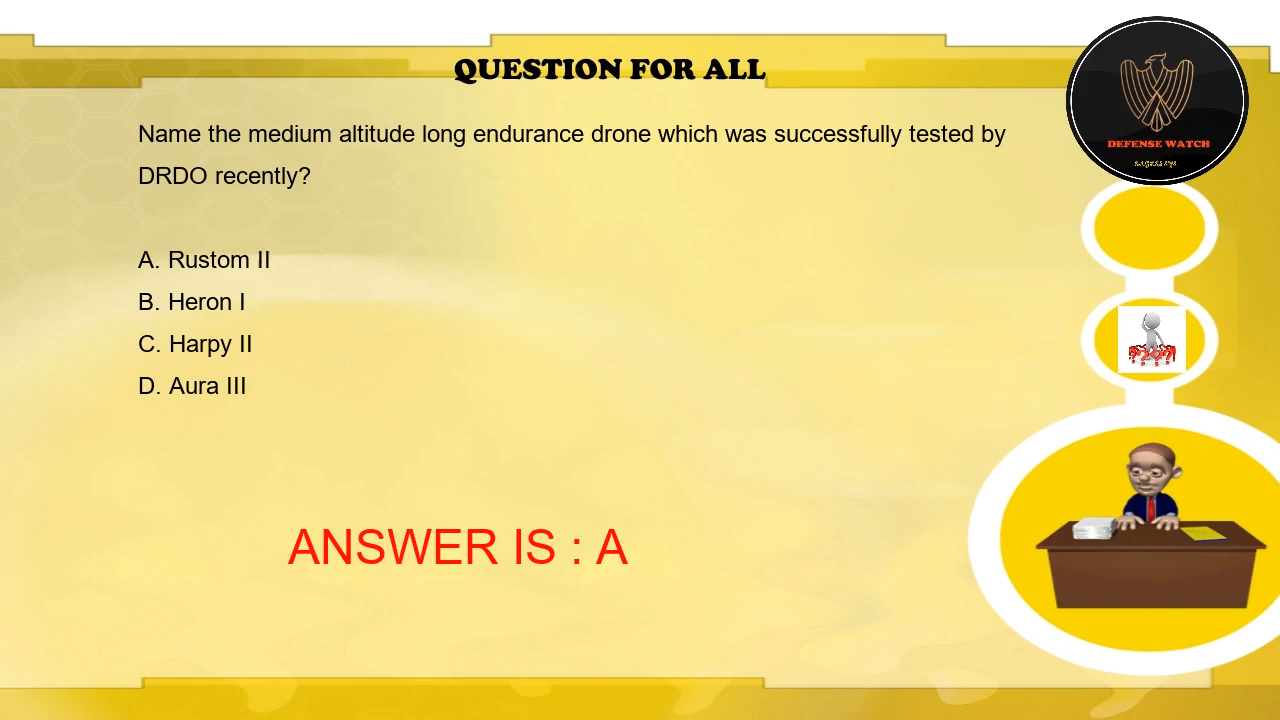 QUESTION FOR ALL
Name the medium altitude long endurance drone which was successfully tested by
DRDO recently?
A. Rustom II
B. Heron I
C. Harpy II
D. Aura III
ANSWER IS : A
DEFENSE WATCH